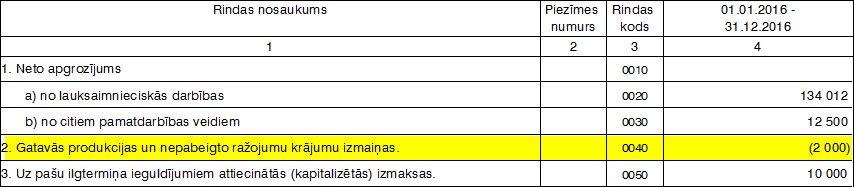 Rindas nosaukums Piezīmes numurs Rindas kods 01.01.2016 - 31.12.2016
1 2 3 4
1. Neto apgrozījums 0010
a) no lauksaimnieciskās darbības 0020 134 012
b) no citiem pamatdarbības veidiem 0030 12 500
2. Gatavās produkcijas un nepabeigto ražojumu krājumu izmaiņas. 0040 (2 000)
3. Uz pašu ilgtermiņa ieguldījumiem attiecinātās (kapitalizētās) izmaksas. 0050 10 000